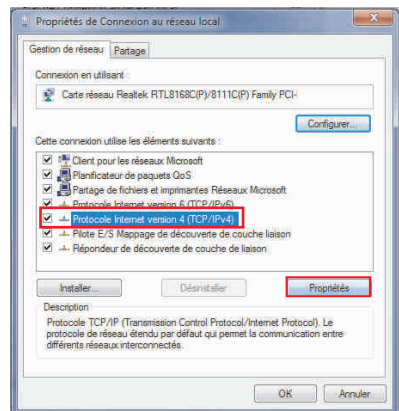 Propriétés de Connexion au réseau local
Gestion de réseau Partage
Connexion en utilisant :
Carte réseau Realtek RTL8168C(P)/8111C(P) Family PCI-
Configurer...
Cette connexion utilise les éléments suivants :
Client pour les réseaux Microsoft
Planificateur de paquets QoS
Partage de fichiers et imprimantes Réseaux Microsoft
Protocole Internet version 6 (TCP/IPv6)
Protocole Internet version 4 (TCP/IPv4)
Pilote E/S Mappage de découverte de couche liaison
Répondeur de découverte de couche de liaison
Installer... Désinstaller Propriétés
Description
Protocole TCP/IP (Transmission Control Protocol/Internet Protocol). Le
protocole de réseau étendu par défaut qui permet la communication entre
différents réseaux interconnectés.
OK Annuler